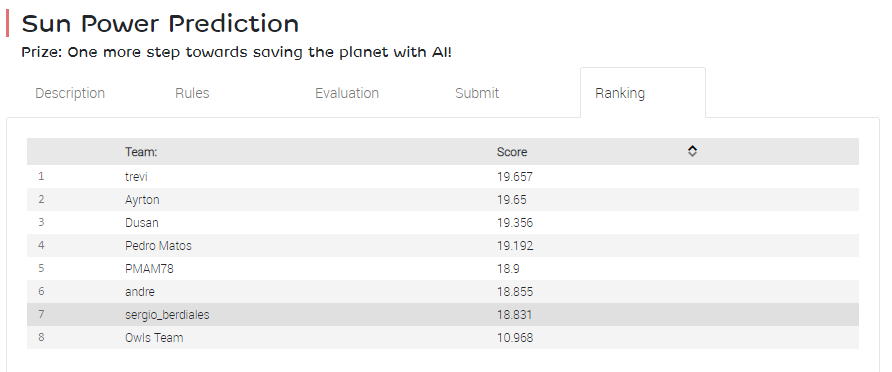 Sun Power Prediction
Prize: One more step towards saving the planet with AI!
Description Rules Evaluation Submit Ranking
Team: Score
1 trevi 19.657
2 Ayrton 19.65
3 Dusan 19.356
4 Pedro Matos 19.192
5 PMAM78 18.9
6 andre 18.855
7 sergio_berdiales 18.831
8 Owls Team 10.968